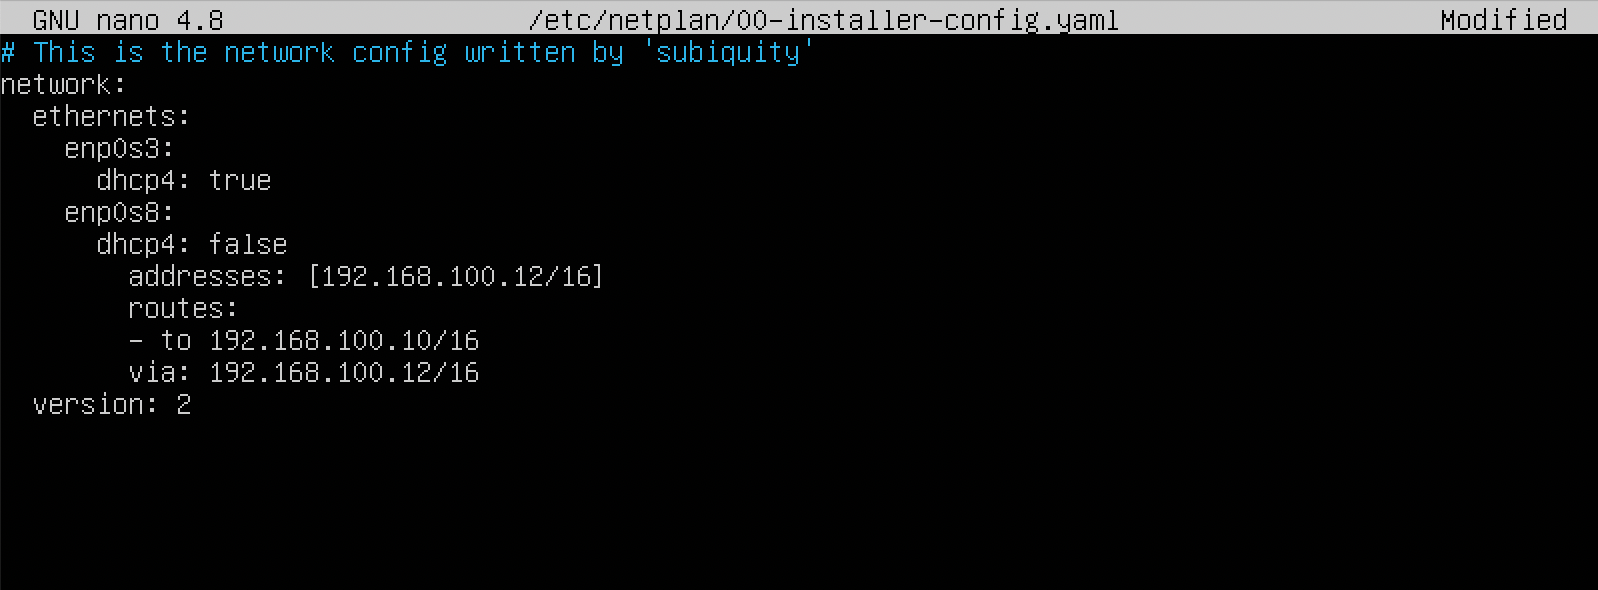 GNU nano 4.8 /etc/netplan/00-installer-config.yaml Modified
# This is the network config written by 'subiquity'
network:
  ethernets:
    enp0s3:
      dhcp4: true
    enp0s8:
      dhcp4: false
        addresses: [192.168.100.12/16]
        routes:
        - to 192.168.100.10/16
        via: 192.168.100.12/16
  version: 2